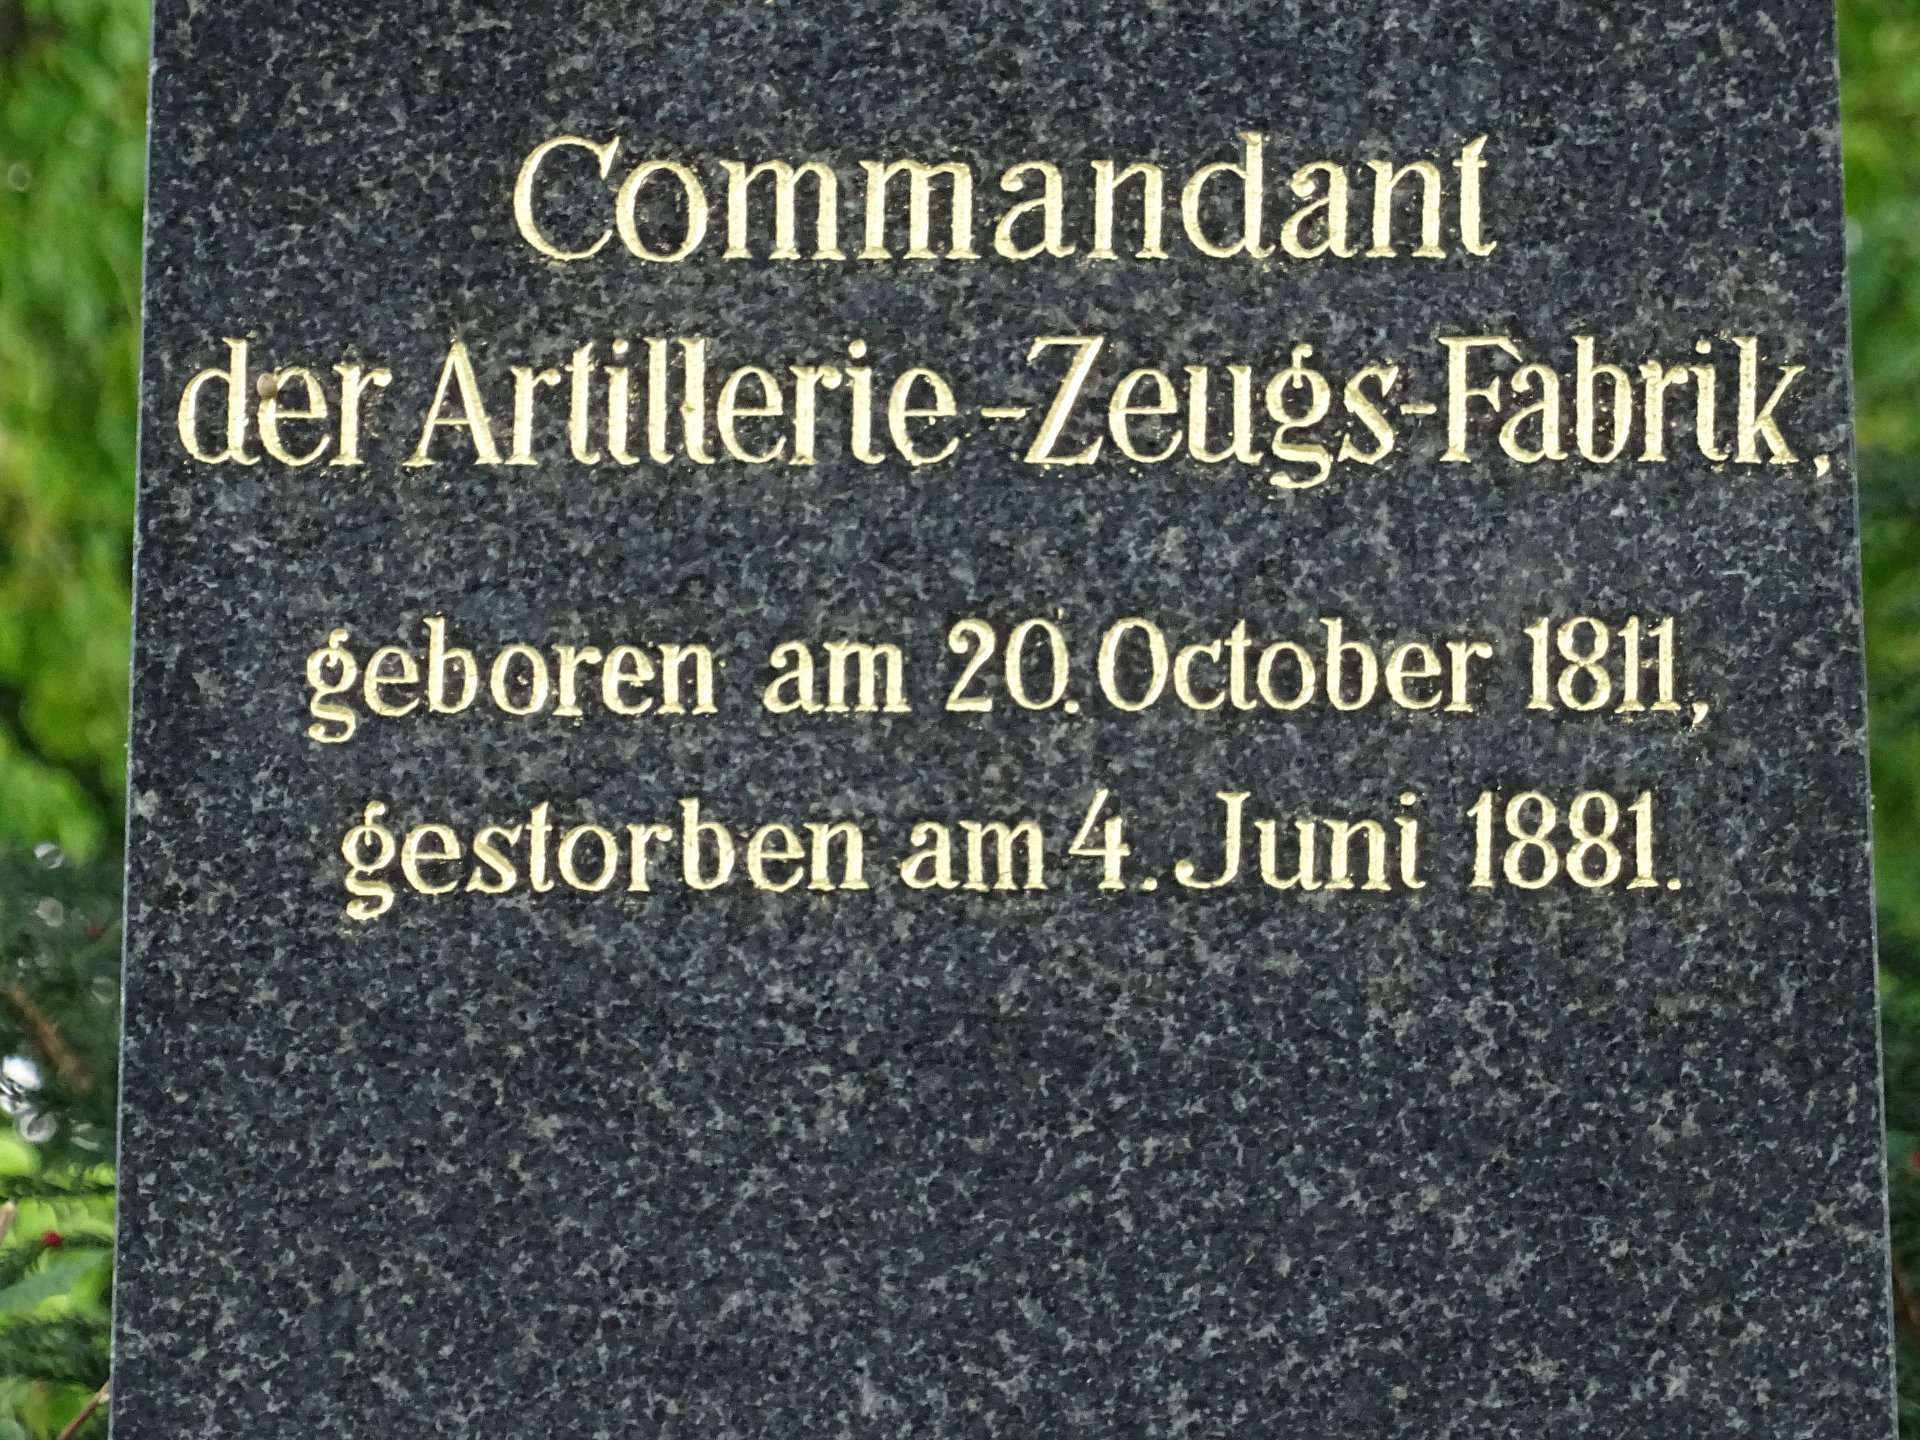 Commandant
der Artillerie-Zeugs-Fabrik,
geboren am 20. October 1811,
gestorben am 4. Juni 1881.